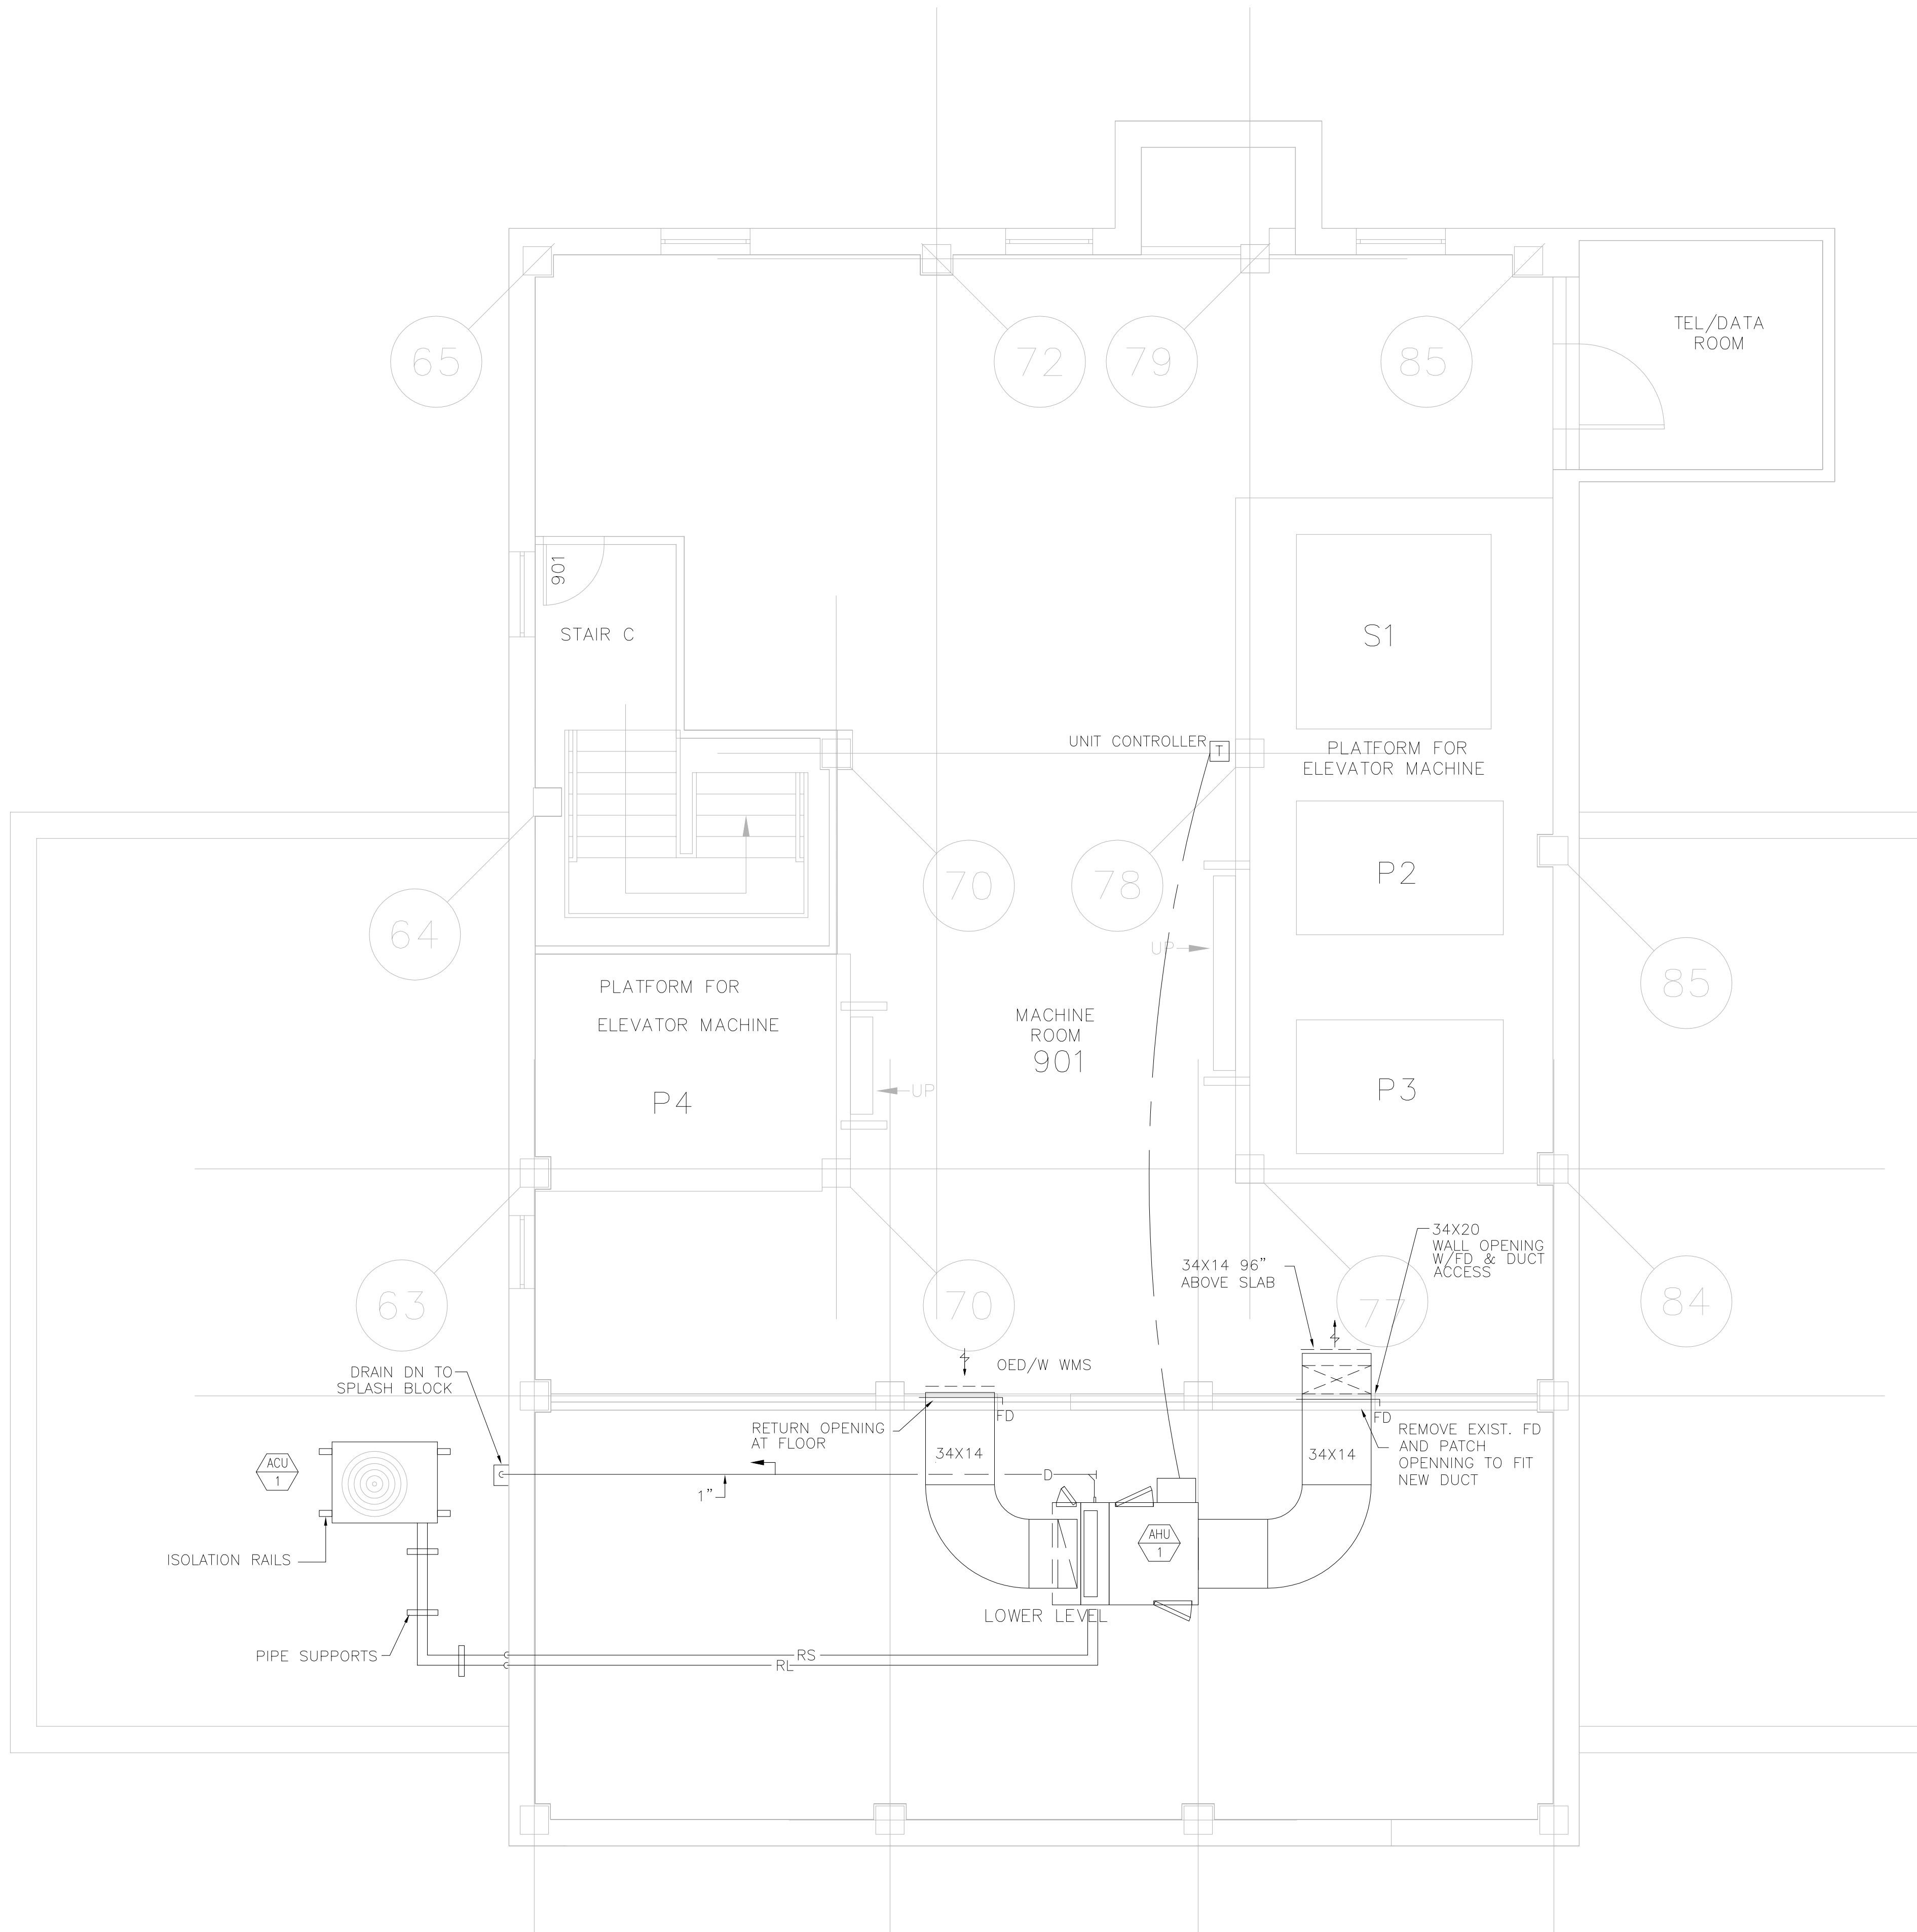 TEL/DATA
ROOM
65
72
79
85
901
STAIR C
S1
UNIT CONTROLLER
T
PLATFORM FOR
ELEVATOR MACHINE
P2
70
78
64
UP
85
PLATFORM FOR
ELEVATOR MACHINE
MACHINE
ROOM
901
P4
UP
P3
34X20
WALL OPENING
W/FD & DUCT
ACCESS
34X14 96"
ABOVE SLAB
63
70
77
84
DRAIN DN TO
SPLASH BLOCK
OED/W WMS
RETURN OPENING
AT FLOOR
FD
FD
REMOVE EXIST. FD
AND PATCH
OPENNING TO FIT
NEW DUCT
34X14
34X14
ACU
1
1"
D
AHU
1
ISOLATION RAILS
LOWER LEVEL
PIPE SUPPORTS
RS
RL